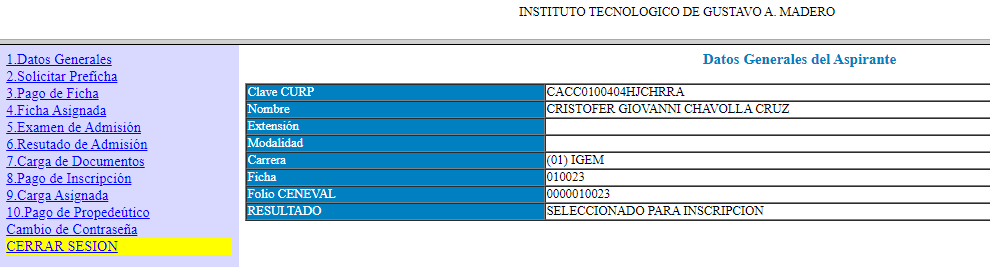 INSTITUTO TECNOLOGICO DE GUSTAVO A. MADERO
1.Datos Generales
2.Solicitar Preficha
3.Pago de Ficha
4.Ficha Asignada
5.Examen de Admisión
6.Resutado de Admisión
7.Carga de Documentos
8.Pago de Inscripción
9.Carga Asignada
10.Pago de Propedeútico
Cambio de Contraseña
CERRAR SESION
Datos Generales del Aspirante
Clave CURP CACC0100404HJCHRRA
Nombre CRISTOFER GIOVANNI CHAVOLLA CRUZ
Extensión
Modalidad
Carrera (01) IGEM
Ficha 010023
Folio CENEVAL 0000010023
RESULTADO SELECCIONADO PARA INSCRIPCION